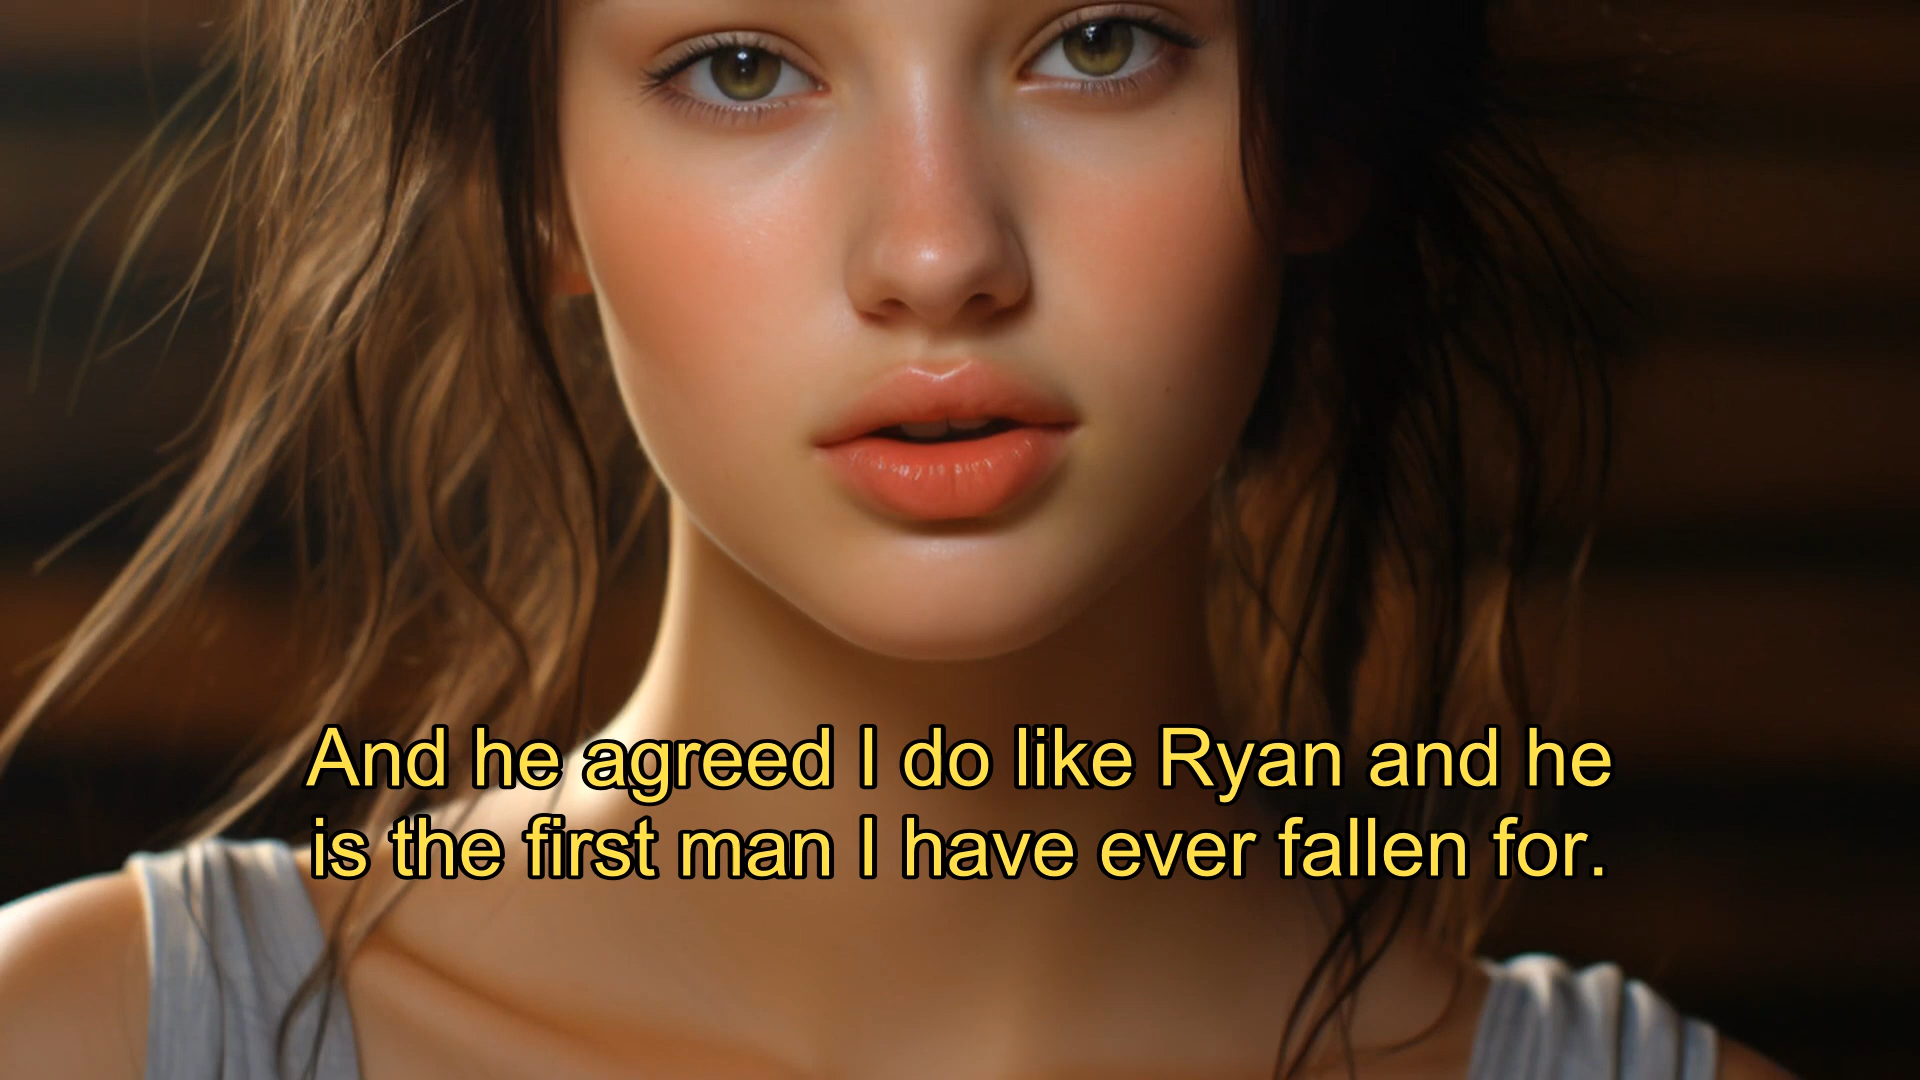 And he agreed I do like Ryan and he
is the first man I have ever fallen for.